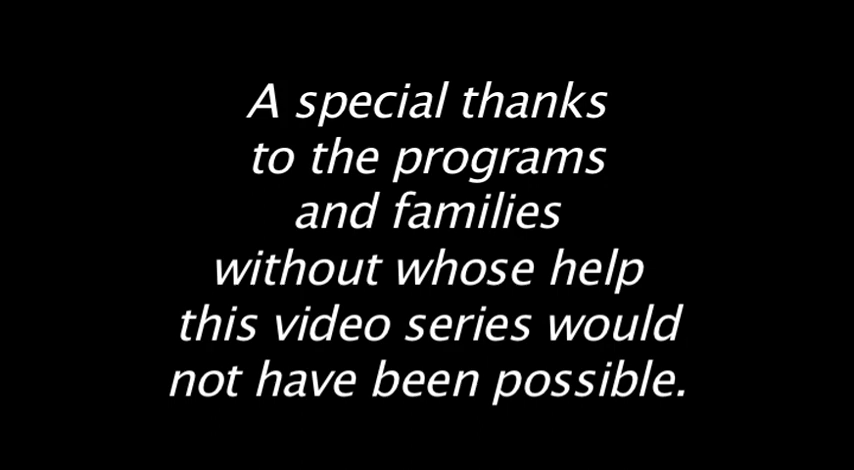 A special thanks
to the programs
and families
without whose help
this video series would
not have been possible.